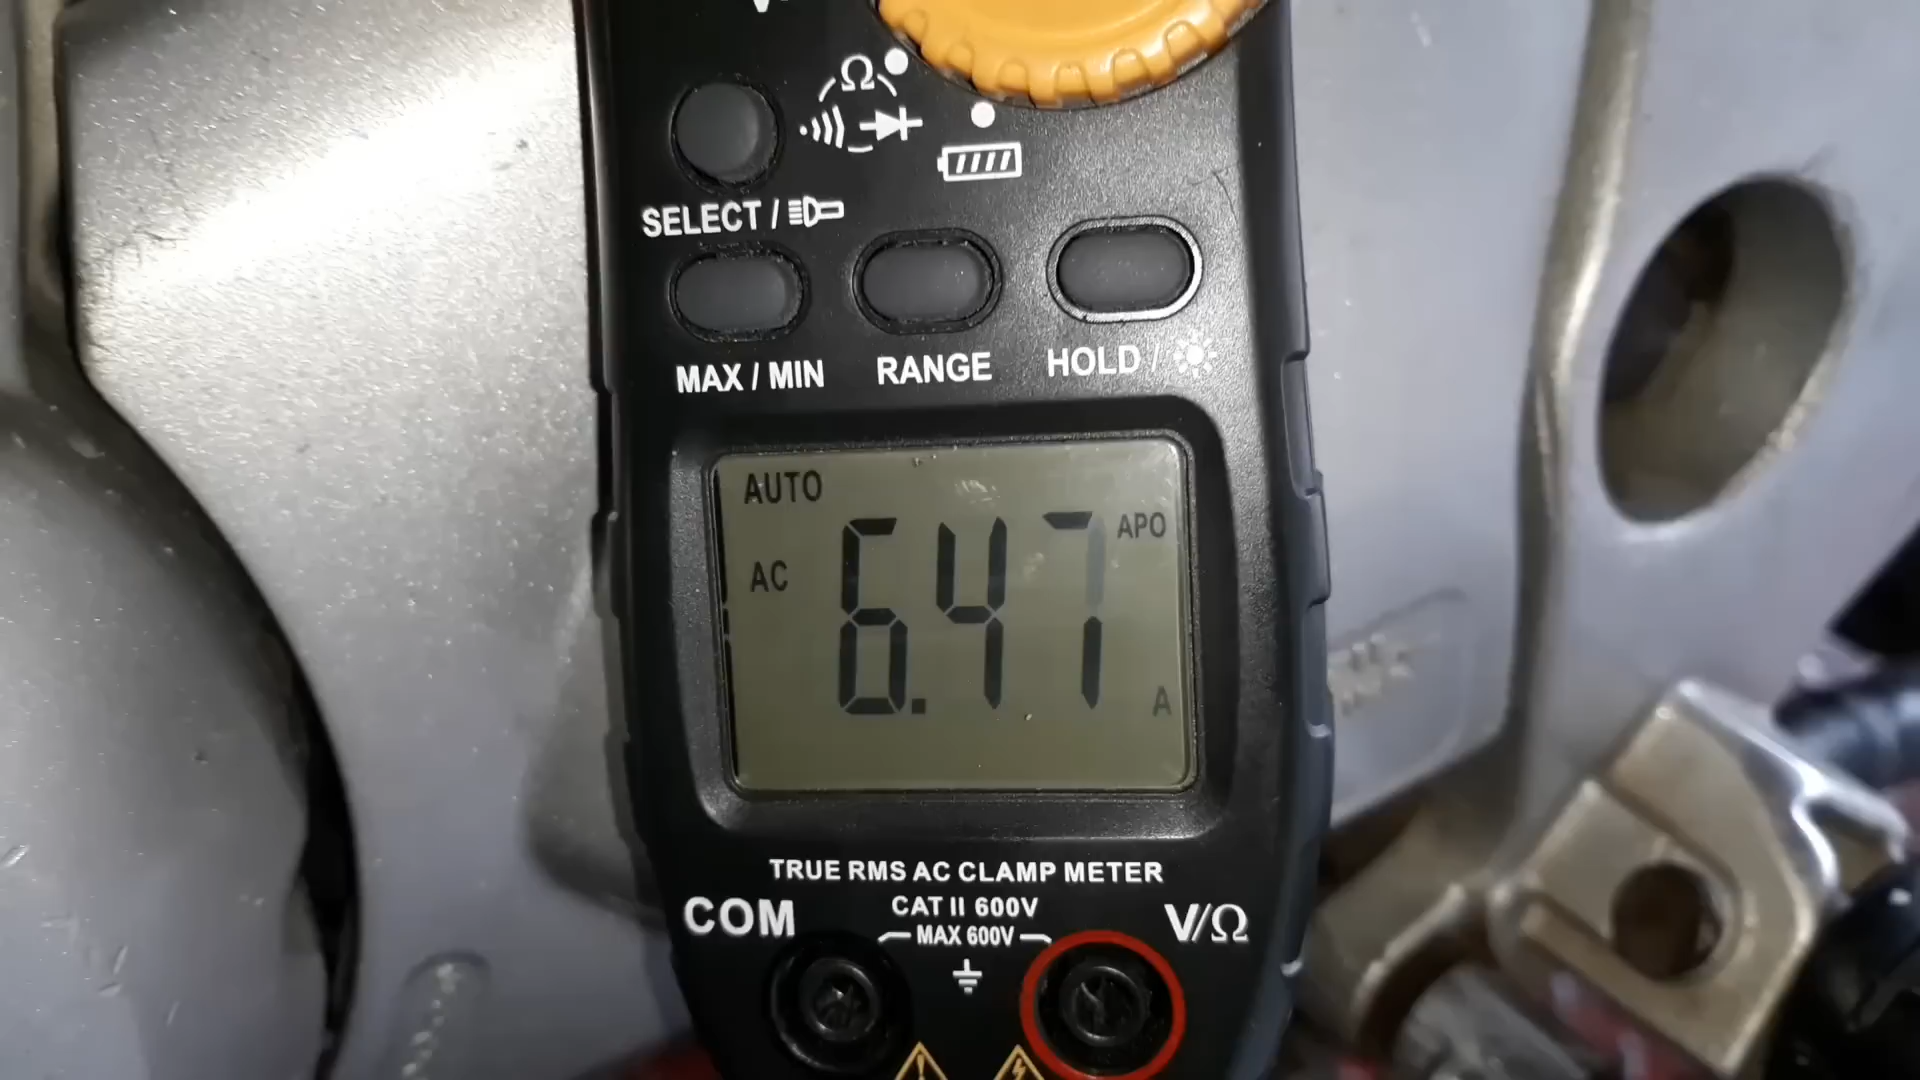 SELECT /
MAX / MIN
RANGE
HOLD /
AUTO
AC
6.47
APO
A
TRUE RMS AC CLAMP METER
COM
CAT II 600V
MAX 600V
V/Ω
Ω